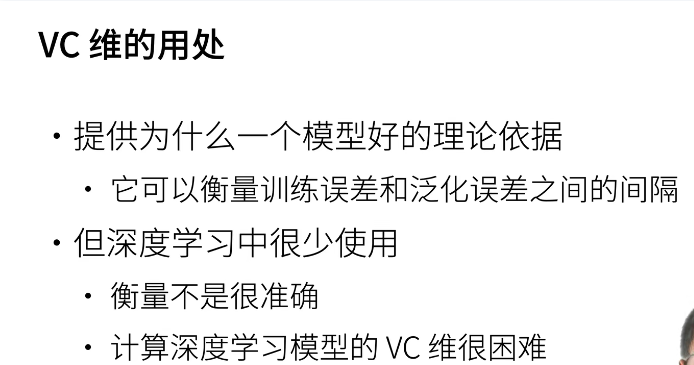 VC 维的用处
• 提供为什么一个模型好的理论依据
• 它可以衡量训练误差和泛化误差之间的间隔
• 但深度学习中很少使用
• 衡量不是很准确
• 计算深度学习模型的 VC 维很困难